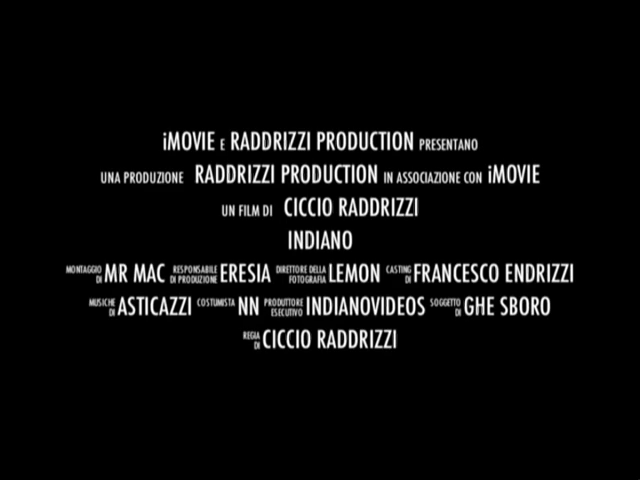 iMOVIE E RADDRIZZI PRODUCTION PRESENTANO
UNA PRODUZIONE RADDRIZZI PRODUCTION IN ASSOCIAZIONE CON iMOVIE
UN FILM DI CICCIO RADDRIZZI
INDIANO
MONTAGGIO DI MR MAC RESPONSABILE DI PRODUZIONE ERESIA DIRETTORE DELLA FOTOGRAFIA LEMON CASTING DI FRANCESCO ENDRIZZI
MUSICHE DI ASTICAZZI COSTUMISTA NN PRODUTTORE ESECUTIVO INDIANOVIDEOS SOGGETTO DI GHE SBORO
REGIA DI CICCIO RADDRIZZI